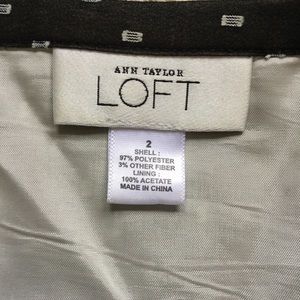 ANN TAYLOR
LOFT
2
SHELL :
97% POLYESTER
3% OTHER FIBER
LINING :
100% ACETATE
MADE IN CHINA